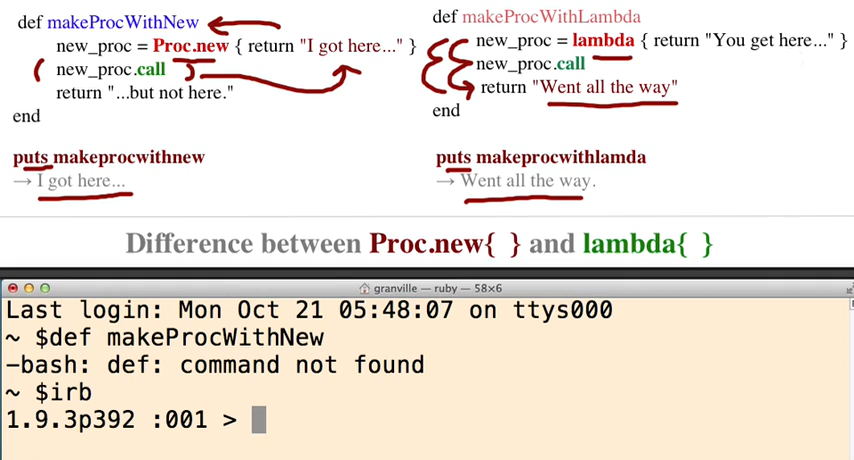 def makeProcWithNew
new_proc = Proc.new { return "I got here..." }
new_proc.call
return "...but not here."
end
puts makeprocwithnew
→ I got here...
def makeProcWithLambda
new_proc = lambda { return "You get here..." }
new_proc.call
return "Went all the way"
end
puts makeprocwithlamda
→ Went all the way.
Difference between Proc.new{ } and lambda{ }
granville — ruby — 58×6
Last login: Mon Oct 21 05:48:07 on ttys000
~ $def makeProcWithNew
-bash: def: command not found
~ $irb
1.9.3p392 :001 >